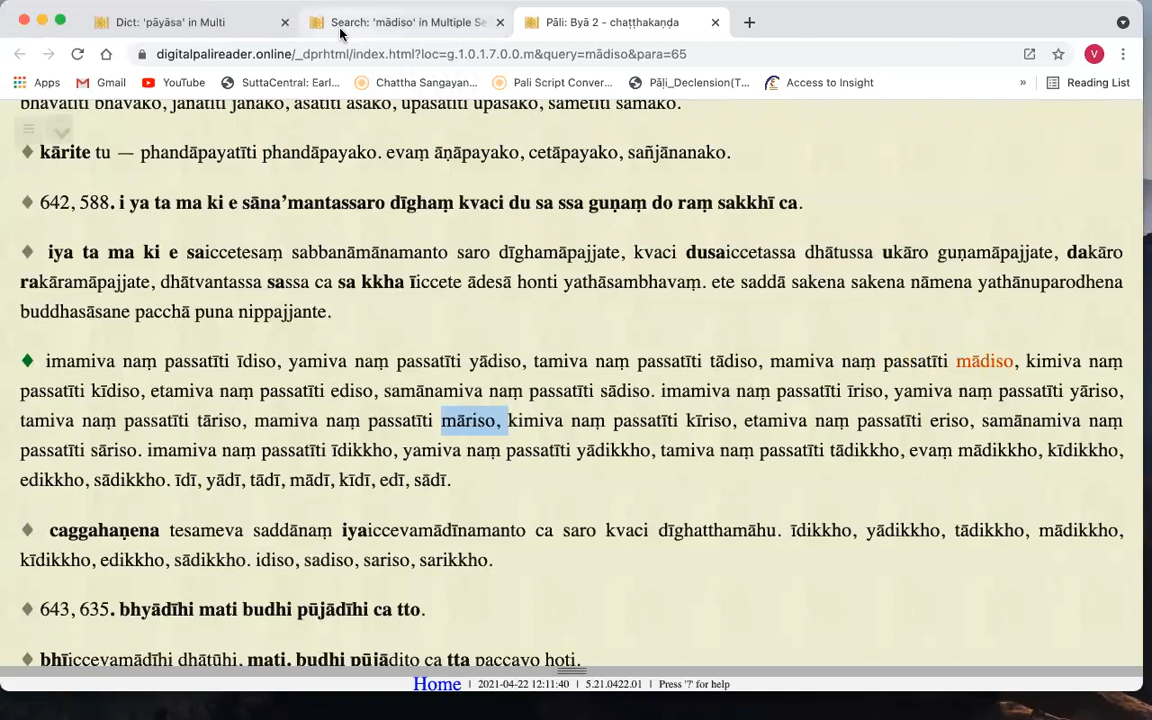 Dict: 'pāyāsa' in Multi
Search: 'mādiso' in Multiple Se
Pāli: Byā 2 - chaṭṭhakaṇḍa
digitalpalireader.online/_dprhtml/index.html?loc=g.1.0.1.7.0.0.m&query=mādiso&para=65
V
Apps
Gmail
YouTube
SuttaCentral: Earl...
Chattha Sangayan...
Pali Script Conver...
Pāḷi_Declension(T...
Access to Insight
»
Reading List
bhavatīti bhāvako, jānātīti jānako, asatīti āsako, upāsatīti upāsako, sametīti samako.
♦ kārite tu — phandāpayatīti phandāpayako. evaṃ āṇāpayako, cetāpayako, sañjānanako.
♦ 642, 588. i ya ta ma ki e sāna’mantassaro dīghaṃ kvaci du sa ssa guṇaṃ do raṃ sakkhī ca.
♦ iya ta ma ki e saiccetesaṃ sabbanāmānamanto saro dīghamāpajjate, kvaci dusaiccetassa dhātussa ukāro guṇamāpajjate, dakāro
rakāramāpajjate, dhātvantassa sassa ca sa kkha īiccete ādesā honti yathāsambhavaṃ. ete saddā sakena sakena nāmena yathānuparodhena
buddhasāsane pacchā puna nippajjante.
♦ imamiva naṃ passatīti īdiso, yamiva naṃ passatīti yādiso, tamiva naṃ passatīti tādiso, mamiva naṃ passatīti mādiso, kimiva naṃ
passatīti kīdiso, etamiva naṃ passatīti ediso, samānamiva naṃ passatīti sādiso. imamiva naṃ passatīti īriso, yamiva naṃ passatīti yāriso,
tamiva naṃ passatīti tāriso, mamiva naṃ passatīti māriso, kimiva naṃ passatīti kīriso, etamiva naṃ passatīti eriso, samānamiva naṃ
passatīti sāriso. imamiva naṃ passatīti īdikkho, yamiva naṃ passatīti yādikkho, tamiva naṃ passatīti tādikkho, evaṃ mādikkho, kīdikkho,
edikkho, sādikkho. īdī, yādī, tādī, mādī, kīdī, edī, sādī.
♦ caggahaṇena tesameva saddānaṃ iyaiccevamādīnamanto ca saro kvaci dīghatthamāhu. īdikkho, yādikkho, tādikkho, mādikkho,
kīdikkho, edikkho, sādikkho. idiso, sadiso, sariso, sarikkho.
♦ 643, 635. bhyādīhi mati budhi pūjādīhi ca tto.
♦ bhīiccevamādīhi dhātūhi, mati. budhi pūjādito ca tta paccayo hoti.
Home | 2021-04-22 12:11:40 | 5.21.0422.01 | Press '?' for help